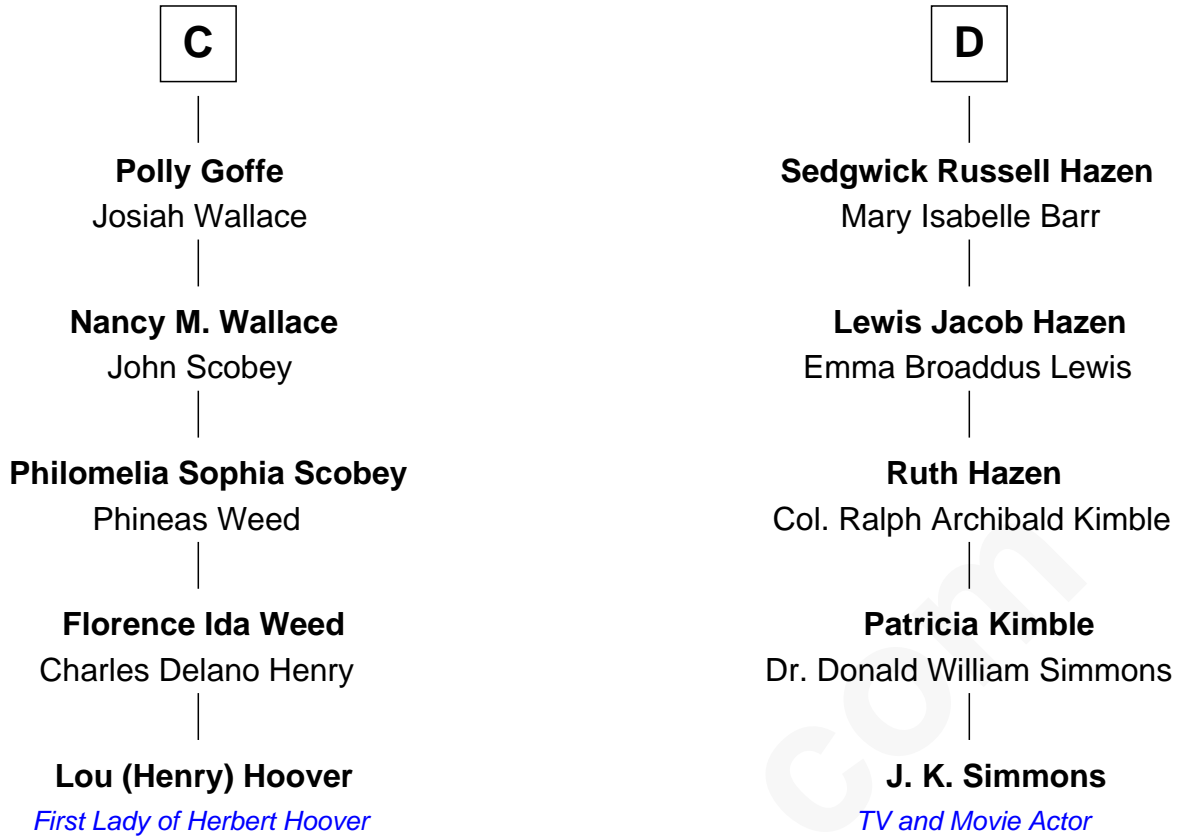 C
Polly Goffe
Josiah Wallace
Nancy M. Wallace
John Scobey
Philomelia Sophia Scobey
Phineas Weed
Florence Ida Weed
Charles Delano Henry
Lou (Henry) Hoover
First Lady of Herbert Hoover
D
Sedgwick Russell Hazen
Mary Isabelle Barr
Lewis Jacob Hazen
Emma Broaddus Lewis
Ruth Hazen
Col. Ralph Archibald Kimble
Patricia Kimble
Dr. Donald William Simmons
J. K. Simmons
TV and Movie Actor
com